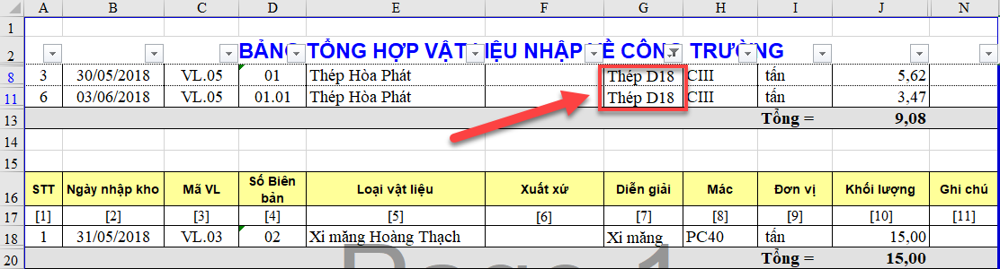 A B C D E F G H I J N
1
2 BẢNG TỔNG HỢP VẬT LIỆU NHẬP VỀ CÔNG TRƯỜNG
8 3 30/05/2018 VL.05 01 Thép Hòa Phát Thép D18 CIII tấn 5,62
11 6 03/06/2018 VL.05 01.01 Thép Hòa Phát Thép D18 CIII tấn 3,47
13 Tổng = 9,08
14
15
16 STT Ngày nhập kho Mã VL Số Biên bản Loại vật liệu Xuất xứ Diễn giải Mác Đơn vị Khối lượng Ghi chú
17 [1] [2] [3] [4] [5] [6] [7] [8] [9] [10] [11]
18 1 31/05/2018 VL.03 02 Xi măng Hoàng Thạch Xi măng PC40 tấn 15,00
20 Tổng = 15,00
Page 1